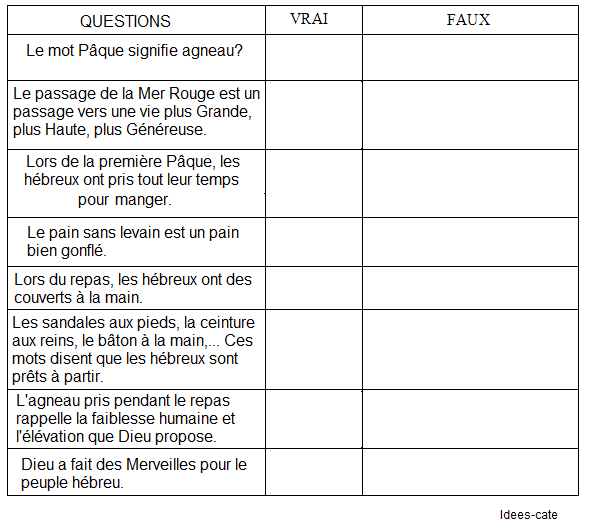 QUESTIONS VRAI FAUX
Le mot Pâque signifie agneau?
Le passage de la Mer Rouge est un
passage vers une vie plus Grande,
plus Haute, plus Généreuse.
Lors de la première Pâque, les
hébreux ont pris tout leur temps
pour manger.
Le pain sans levain est un pain
bien gonflé.
Lors du repas, les hébreux ont des
couverts à la main.
Les sandales aux pieds, la ceinture
aux reins, le bâton à la main,... Ces
mots disent que les hébreux sont
prêts à partir.
L'agneau pris pendant le repas
rappelle la faiblesse humaine et
l'élévation que Dieu propose.
Dieu a fait des Merveilles pour le
peuple hébreu.
Idees-cate